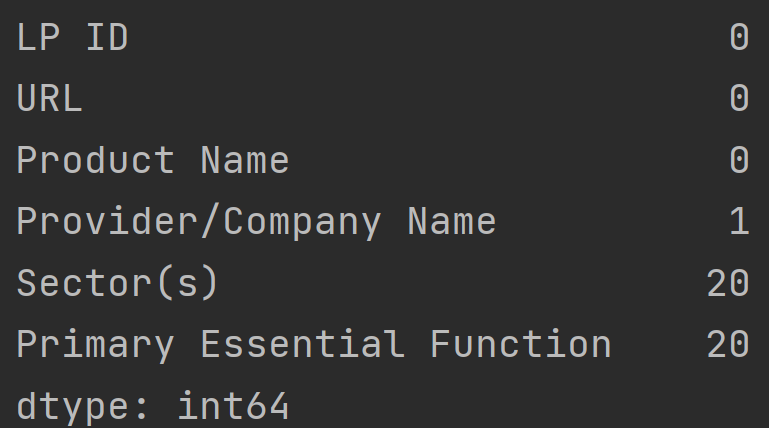 LP ID 0
URL 0
Product Name 0
Provider/Company Name 1
Sector(s) 20
Primary Essential Function 20
dtype: int64